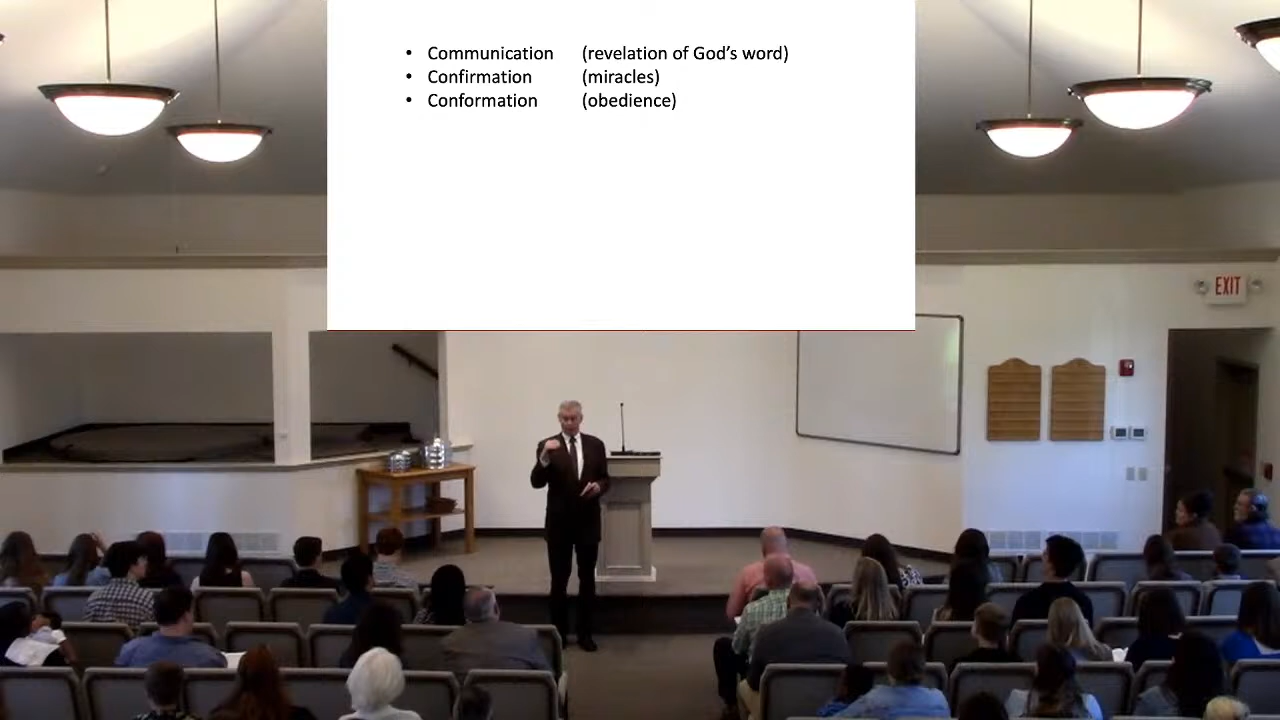 • Communication (revelation of God's word)
• Confirmation (miracles)
• Conformation (obedience)
EXIT